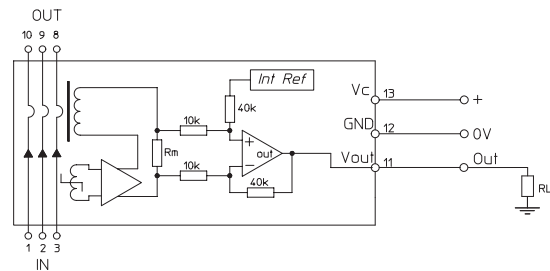 OUT
10 9 8
Int Ref
Vc 13 +
40k
10k
GND 12 0V
Rm
+
out
Vout 11 Out
10k
−
40k
RL
1 2 3
IN